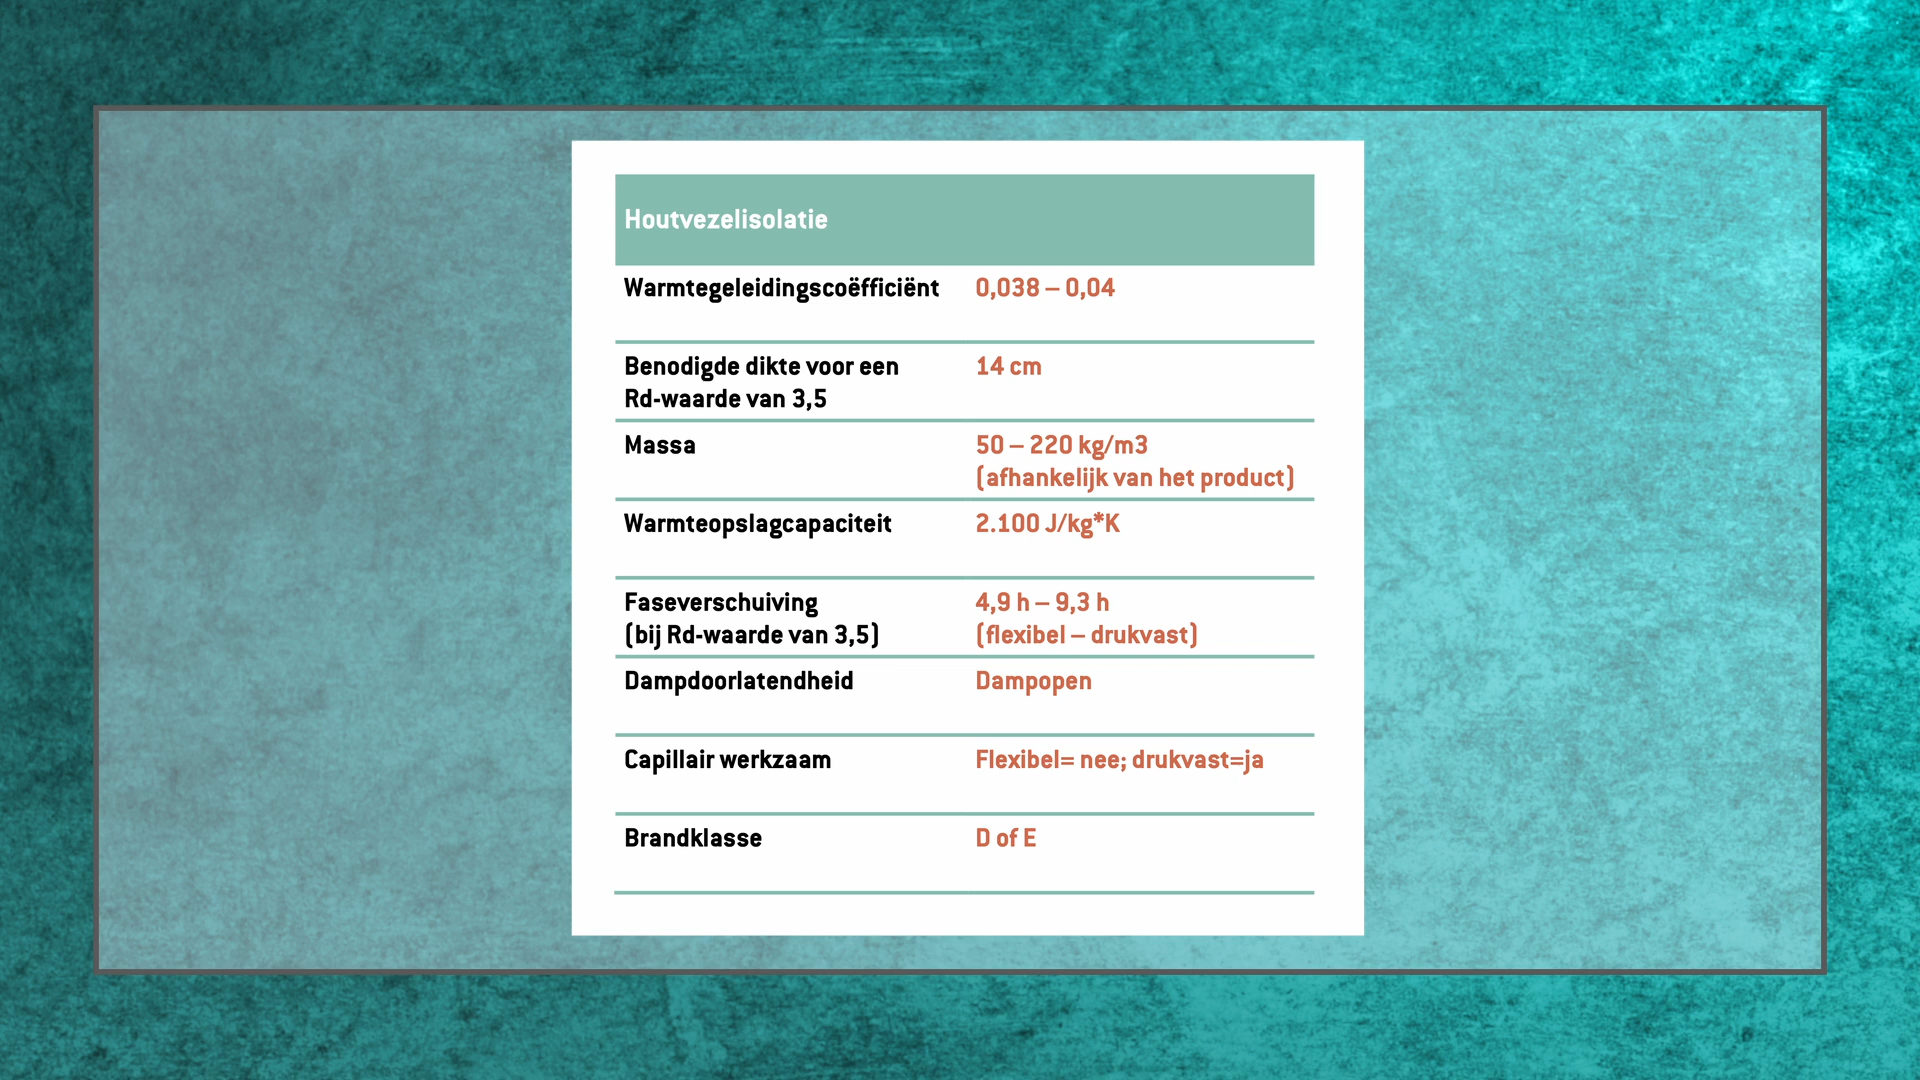 Houtvezelisolatie
Warmtegeleidingscoëfficiënt 0,038 – 0,04
Benodigde dikte voor een 14 cm
Rd-waarde van 3,5
Massa 50 – 220 kg/m3
(afhankelijk van het product)
Warmteopslagcapaciteit 2.100 J/kg*K
Faseverschuiving 4,9 h – 9,3 h
(bij Rd-waarde van 3,5) (flexibel – drukvast)
Dampdoorlatendheid Dampopen
Capillair werkzaam Flexibel= nee; drukvast=ja
Brandklasse D of E